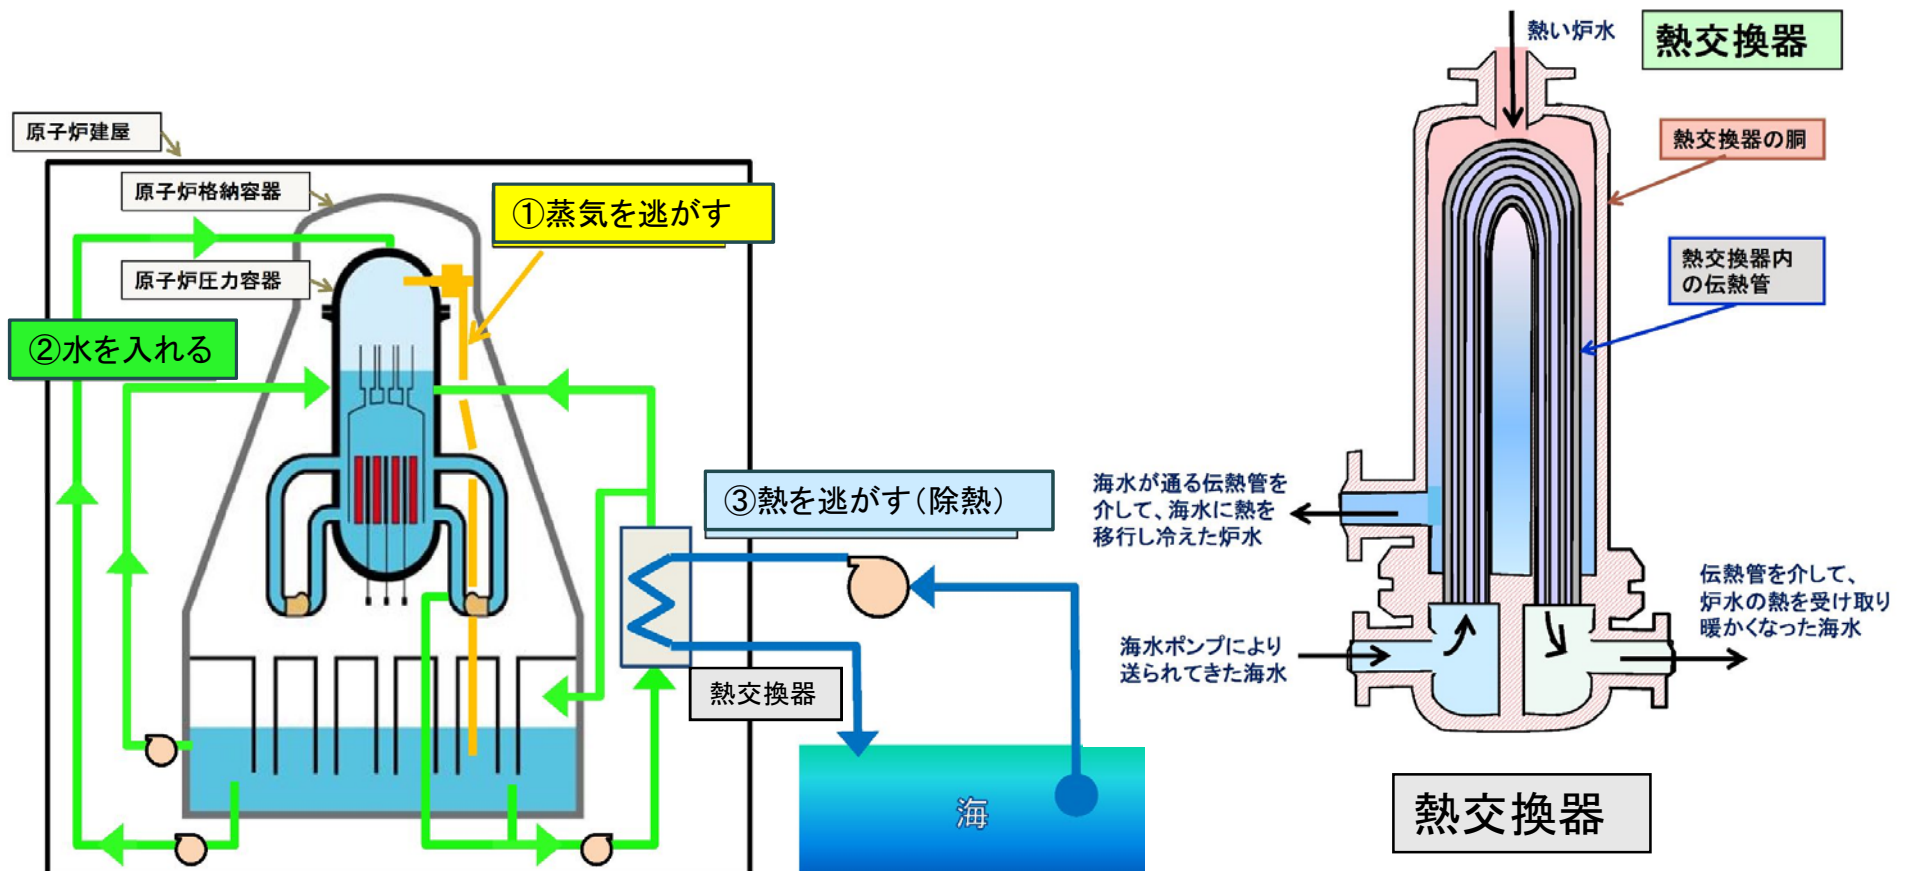 原子炉建屋
原子炉格納容器
①蒸気を逃がす
原子炉圧力容器
②水を入れる
③熱を逃がす（除熱）
熱交換器
海
熱い炉水
熱交換器
熱交換器の胴
熱交換器内
の伝熱管
海水が通る伝熱管を
介して、海水に熱を
移行し冷えた炉水
伝熱管を介して、
炉水の熱を受け取り
暖かくなった海水
海水ポンプにより
送られてきた海水
熱交換器